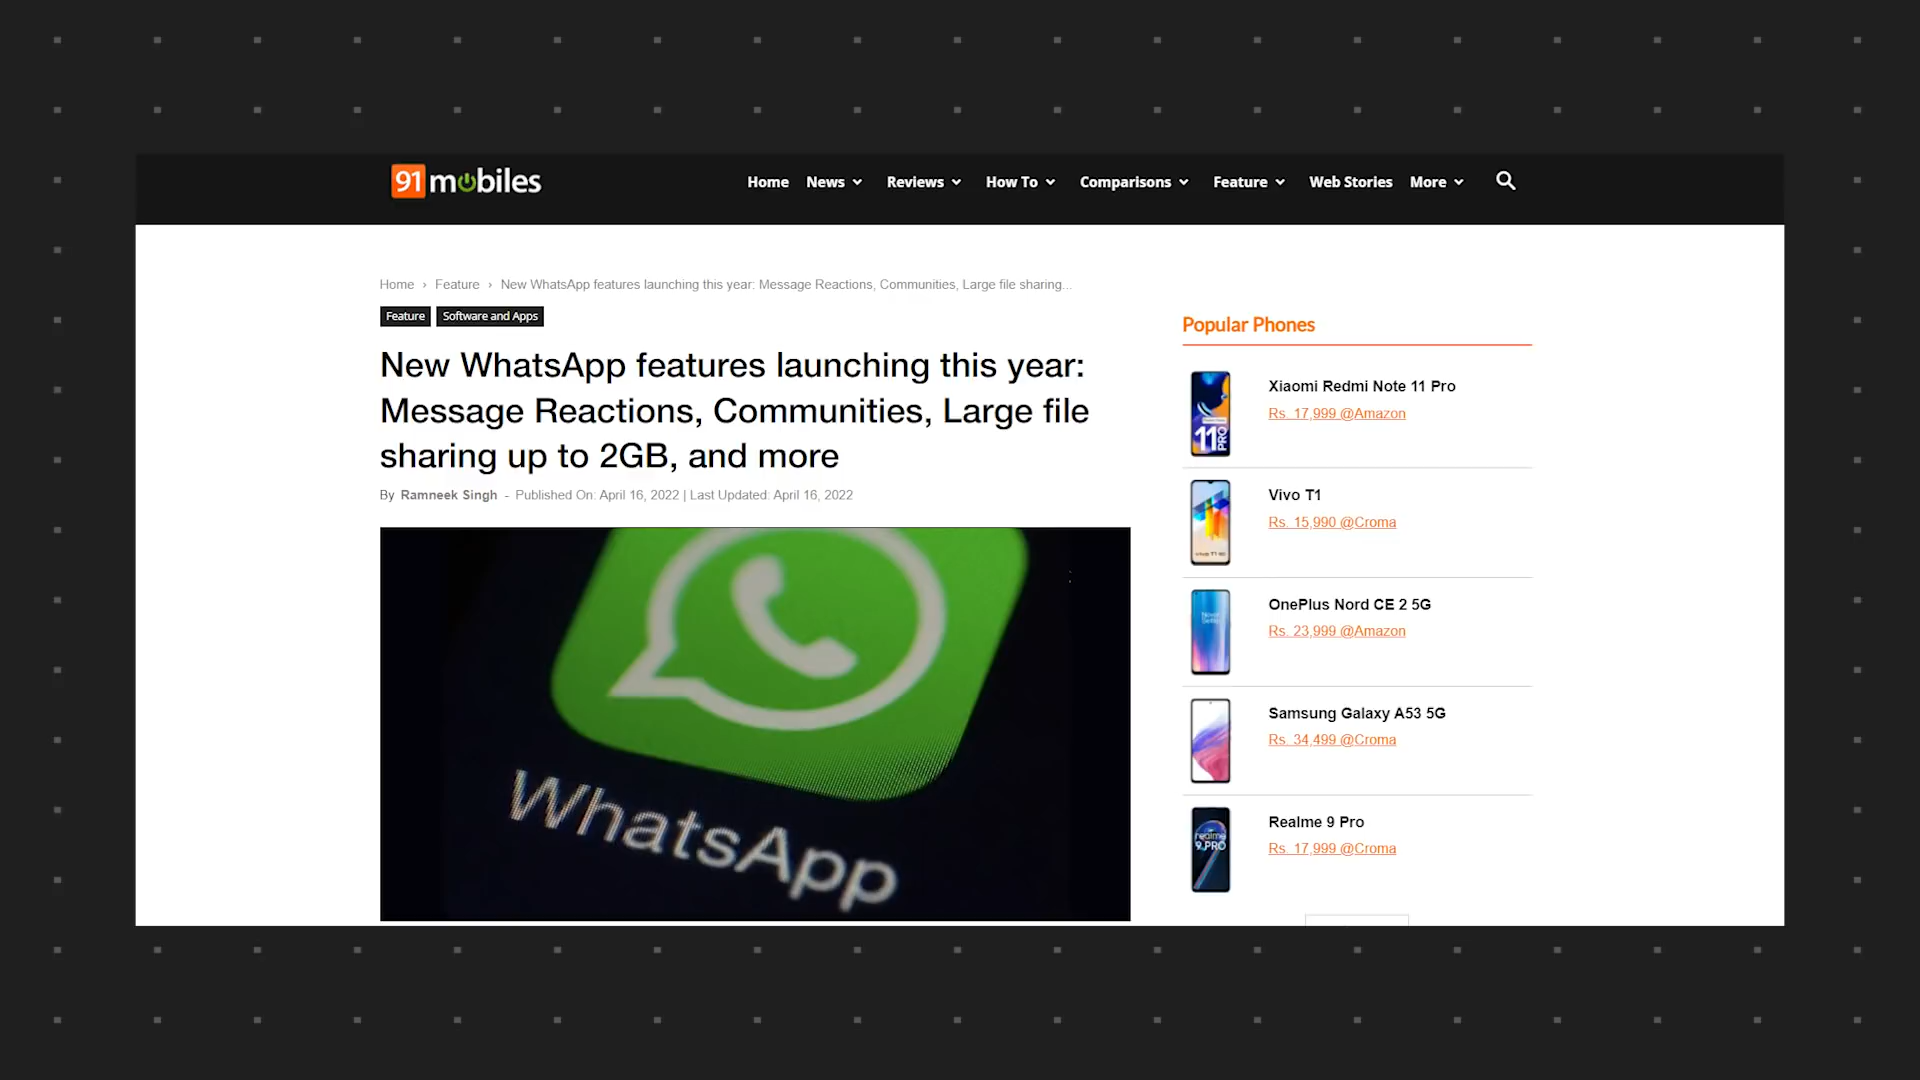 91mobiles
Home News Reviews How To Comparisons Feature Web Stories More
Home › Feature › New WhatsApp features launching this year: Message Reactions, Communities, Large file sharing...
Feature Software and Apps
New WhatsApp features launching this year:
Message Reactions, Communities, Large file
sharing up to 2GB, and more
By Ramneek Singh - Published On: April 16, 2022 | Last Updated: April 16, 2022
WhatsApp
Popular Phones
11 PRO
Xiaomi Redmi Note 11 Pro
Rs. 17,999 @Amazon
Vivo T1
Rs. 15,990 @Croma
OnePlus Nord CE 2 5G
Rs. 23,999 @Amazon
Samsung Galaxy A53 5G
Rs. 34,499 @Croma
realme
9 PRO
Realme 9 Pro
Rs. 17,999 @Croma